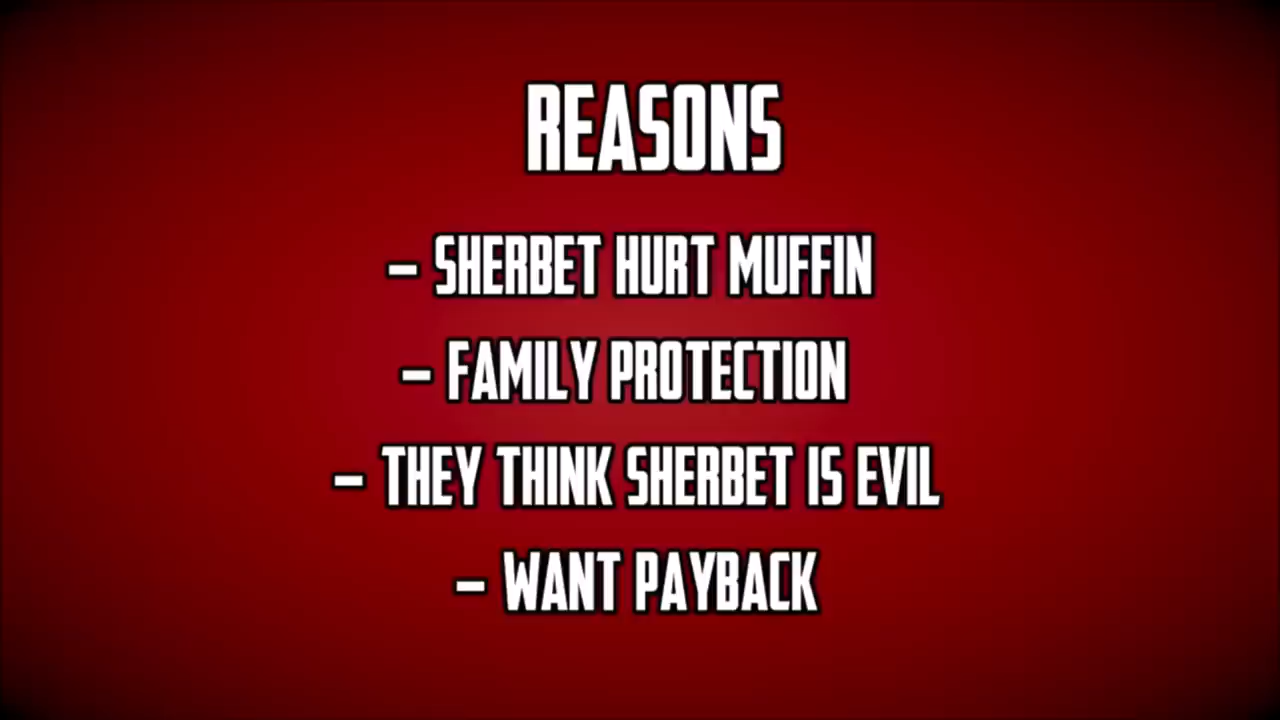 REASONS
- SHERBET HURT MUFFIN
- FAMILY PROTECTION
- THEY THINK SHERBET IS EVIL
- WANT PAYBACK